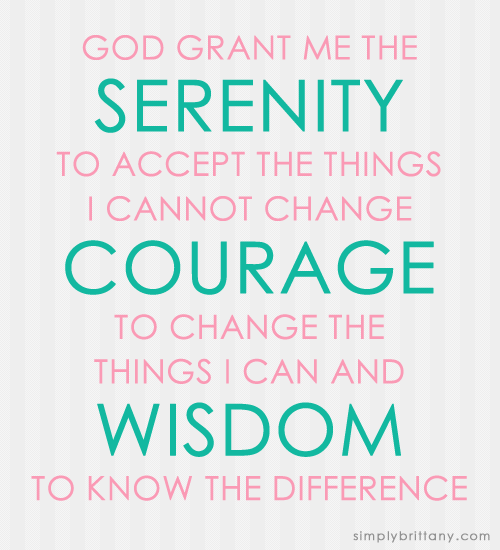 GOD GRANT ME THE
SERENITY
TO ACCEPT THE THINGS
I CANNOT CHANGE
COURAGE
TO CHANGE THE
THINGS I CAN AND
WISDOM
TO KNOW THE DIFFERENCE
simplybrittany.com